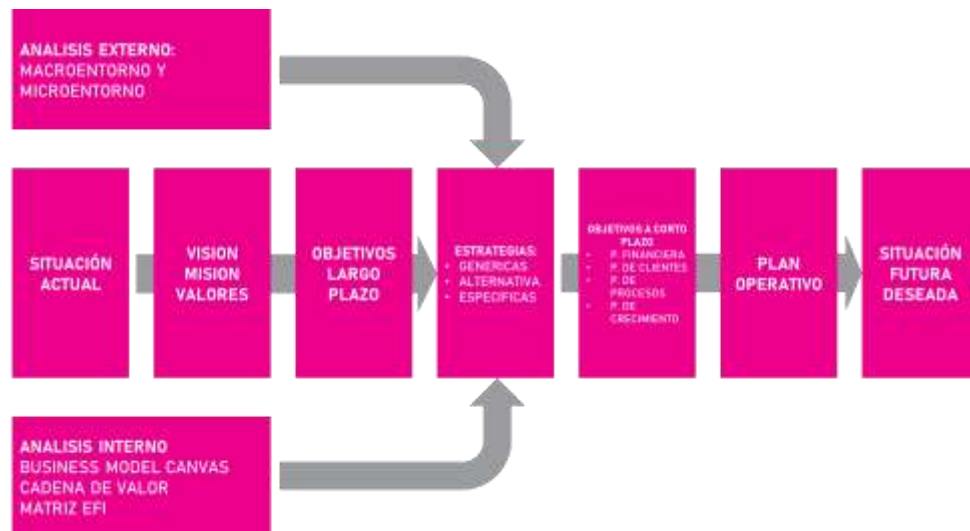 ANALISIS EXTERNO:
MACROENTORNO Y
MICROENTORNO
SITUACIÓN
ACTUAL
VISION
MISION
VALORES
OBJETIVOS
LARGO
PLAZO
ESTRATEGIAS:
• GENERICAS
• ALTERNATIVA
• ESPECIFICAS
OBJETIVOS A CORTO
PLAZO
• P. FINANCIERA
• P. DE CLIENTES
• P. DE
PROCESOS
• P. DE
CRECIMIENTO
PLAN
OPERATIVO
SITUACIÓN
FUTURA
DESEADA
ANALISIS INTERNO
BUSINESS MODEL CANVAS
CADENA DE VALOR
MATRIZ EFI